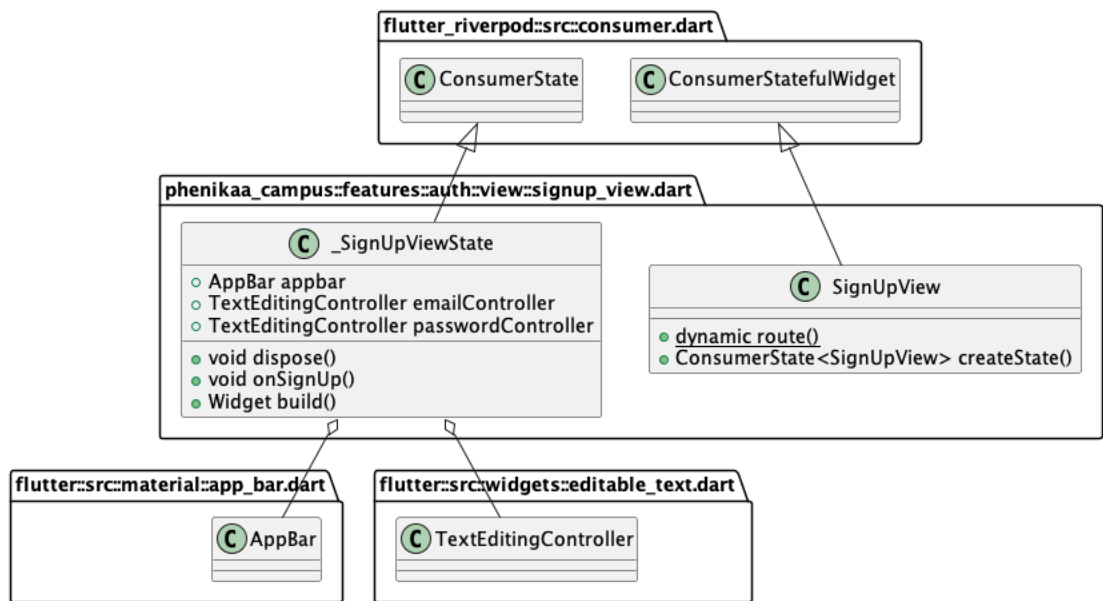 flutter_riverpod::src::consumer.dart
C ConsumerState
C ConsumerStatefulWidget
phenikaa_campus::features::auth::view::signup_view.dart
C _SignUpViewState
AppBar appbar
TextEditingController emailController
TextEditingController passwordController
void dispose()
void onSignUp()
Widget build()
C SignUpView
dynamic route()
ConsumerState<SignUpView> createState()
flutter::src::material::app_bar.dart
C AppBar
flutter::src::widgets::editable_text.dart
C TextEditingController